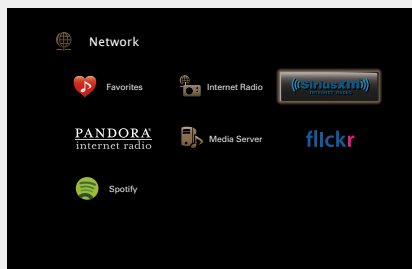 Network
Favorites
Internet Radio
((SiriusXM))
INTERNET RADIO
PANDORA®
internet radio
Media Server
flickr
Spotify